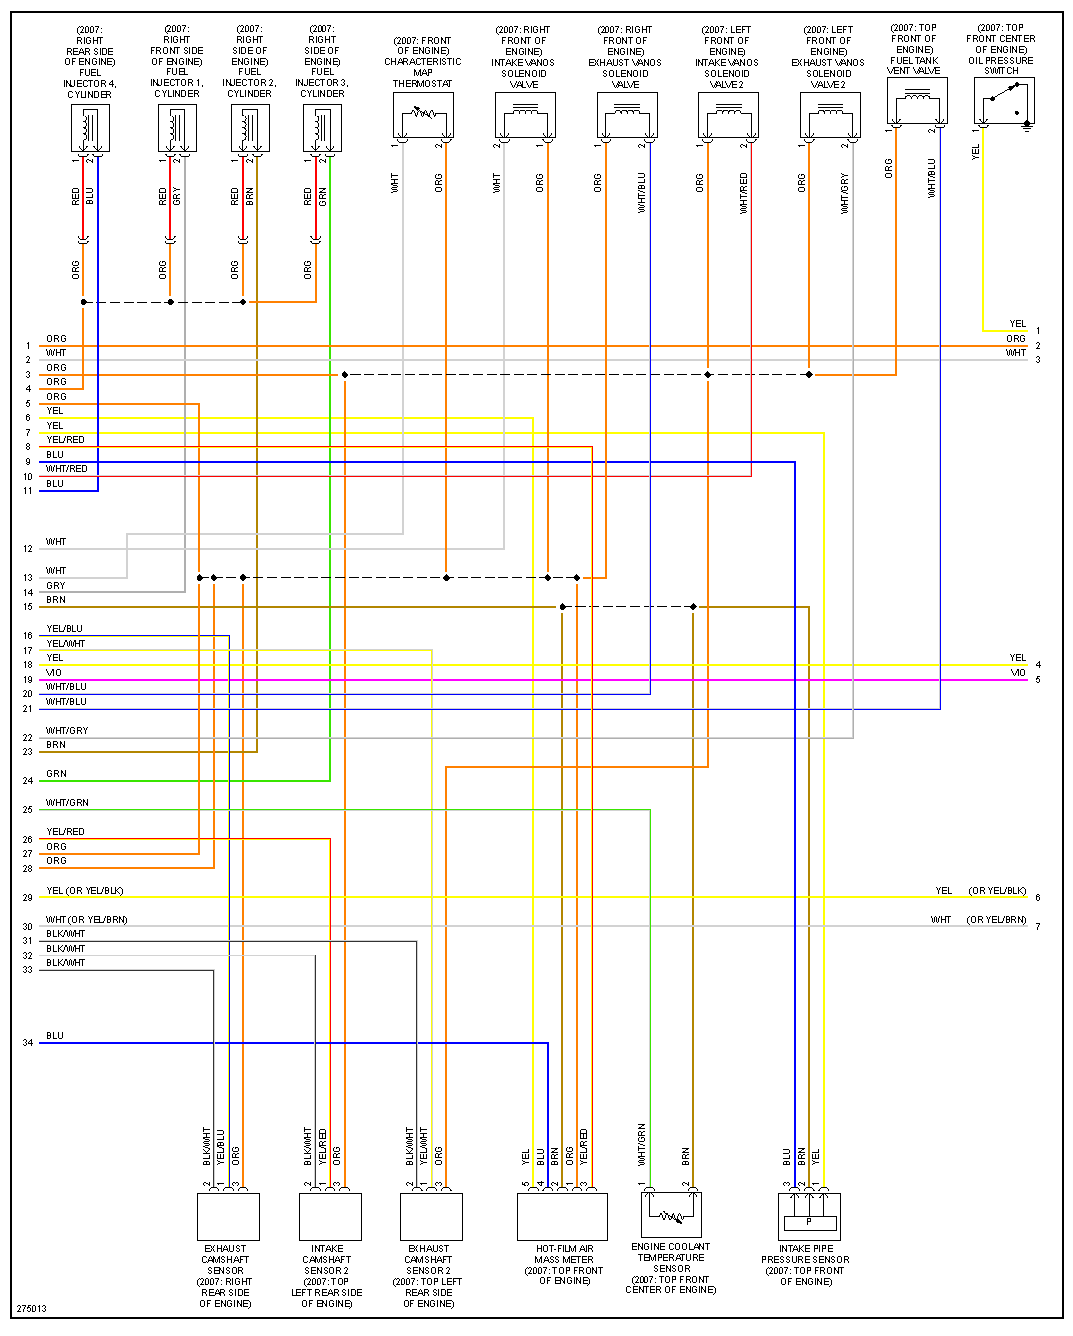 (2007:
RIGHT
REAR SIDE
OF ENGINE)
FUEL
INJECTOR 4,
CYLINDER
(2007:
RIGHT
FRONT SIDE
OF ENGINE)
FUEL
INJECTOR 1,
CYLINDER
(2007:
RIGHT
SIDE OF
ENGINE)
FUEL
INJECTOR 2,
CYLINDER
(2007:
RIGHT
SIDE OF
ENGINE)
FUEL
INJECTOR 3,
CYLINDER
(2007: FRONT
OF ENGINE)
CHARACTERISTIC
MAP
THERMOSTAT
(2007: RIGHT
FRONT OF
ENGINE)
INTAKE VANOS
SOLENOID
VALVE
(2007: RIGHT
FRONT OF
ENGINE)
EXHAUST VANOS
SOLENOID
VALVE
(2007: LEFT
FRONT OF
ENGINE)
INTAKE VANOS
SOLENOID
VALVE 2
(2007: LEFT
FRONT OF
ENGINE)
EXHAUST VANOS
SOLENOID
VALVE 2
(2007: TOP
FRONT OF
ENGINE)
FUEL TANK
VENT VALVE
(2007: TOP
FRONT CENTER
OF ENGINE)
OIL PRESSURE
SWITCH
1 2 1 2 1 2 1 2 1 2 2 1 1 2 1 2 1 2 1 2 1
RED BLU RED GRY RED BRN RED GRN WHT ORG WHT ORG ORG WHT/BLU ORG WHT/RED ORG WHT/GRY ORG WHT/BLU YEL
ORG ORG ORG ORG
YEL 1
1 ORG ORG 2
2 WHT WHT 3
3 ORG
4 ORG
5 ORG
6 YEL
7 YEL
8 YEL/RED
9 BLU
10 WHT/RED
11 BLU
12 WHT
13 WHT
14 GRY
15 BRN
16 YEL/BLU
17 YEL/WHT
18 YEL YEL 4
19 VIO VIO 5
20 WHT/BLU
21 WHT/BLU
22 WHT/GRY
23 BRN
24 GRN
25 WHT/GRN
26 YEL/RED
27 ORG
28 ORG
29 YEL (OR YEL/BLK) YEL (OR YEL/BLK) 6
30 WHT (OR YEL/BRN) WHT (OR YEL/BRN) 7
31 BLK/WHT
32 BLK/WHT
33 BLK/WHT
34 BLU
BLK/WHT YEL/BLU ORG BLK/WHT YEL/RED ORG BLK/WHT YEL/WHT ORG YEL BLU BRN ORG YEL/RED WHT/GRN BRN BLU BRN YEL
2 1 3 2 1 3 2 1 3 5 4 2 1 3 1 2 3 2 1
P
EXHAUST
CAMSHAFT
SENSOR
(2007: RIGHT
REAR SIDE
OF ENGINE)
INTAKE
CAMSHAFT
SENSOR 2
(2007: TOP
LEFT REAR SIDE
OF ENGINE)
EXHAUST
CAMSHAFT
SENSOR 2
(2007: TOP LEFT
REAR SIDE
OF ENGINE)
HOT-FILM AIR
MASS METER
(2007: TOP FRONT
OF ENGINE)
ENGINE COOLANT
TEMPERATURE
SENSOR
(2007: TOP FRONT
CENTER OF ENGINE)
INTAKE PIPE
PRESSURE SENSOR
(2007: TOP FRONT
OF ENGINE)
275013